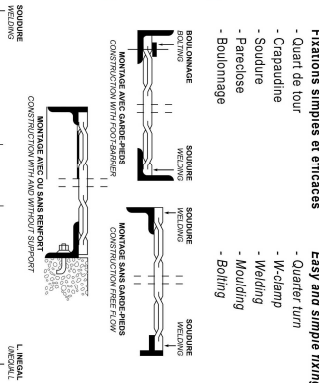 Fixations simples et efficaces
- Quart de tour
- Crapaudine
- Soudure
- Pareclose
- Boulonnage
Easy and simple fixing
- Quarter turn
- W-clamp
- Welding
- Moulding
- Bolting
BOULONNAGE
BOLTING
SOUDURE
WELDING
MONTAGE AVEC GARDE-PIEDS
CONSTRUCTION WITH FOOT-BARRIER
SOUDURE
WELDING
SOUDURE
WELDING
MONTAGE SANS GARDE-PIEDS
CONSTRUCTION FREE FLOW
MONTAGE AVEC OU SANS RENFORT
CONSTRUCTION WITH AND WITHOUT SUPPORT
SOUDURE
WELDING
L. INEGAL
UNEQUALL